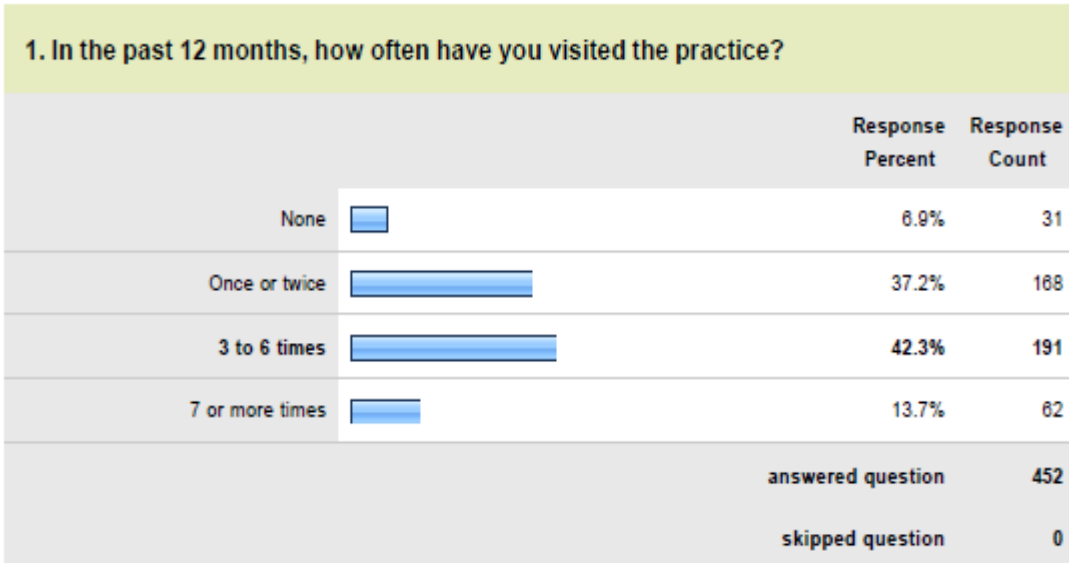 1. In the past 12 months, how often have you visited the practice?
Response Response
Percent Count
None 6.9% 31
Once or twice 37.2% 168
3 to 6 times 42.3% 191
7 or more times 13.7% 62
answered question 452
skipped question 0